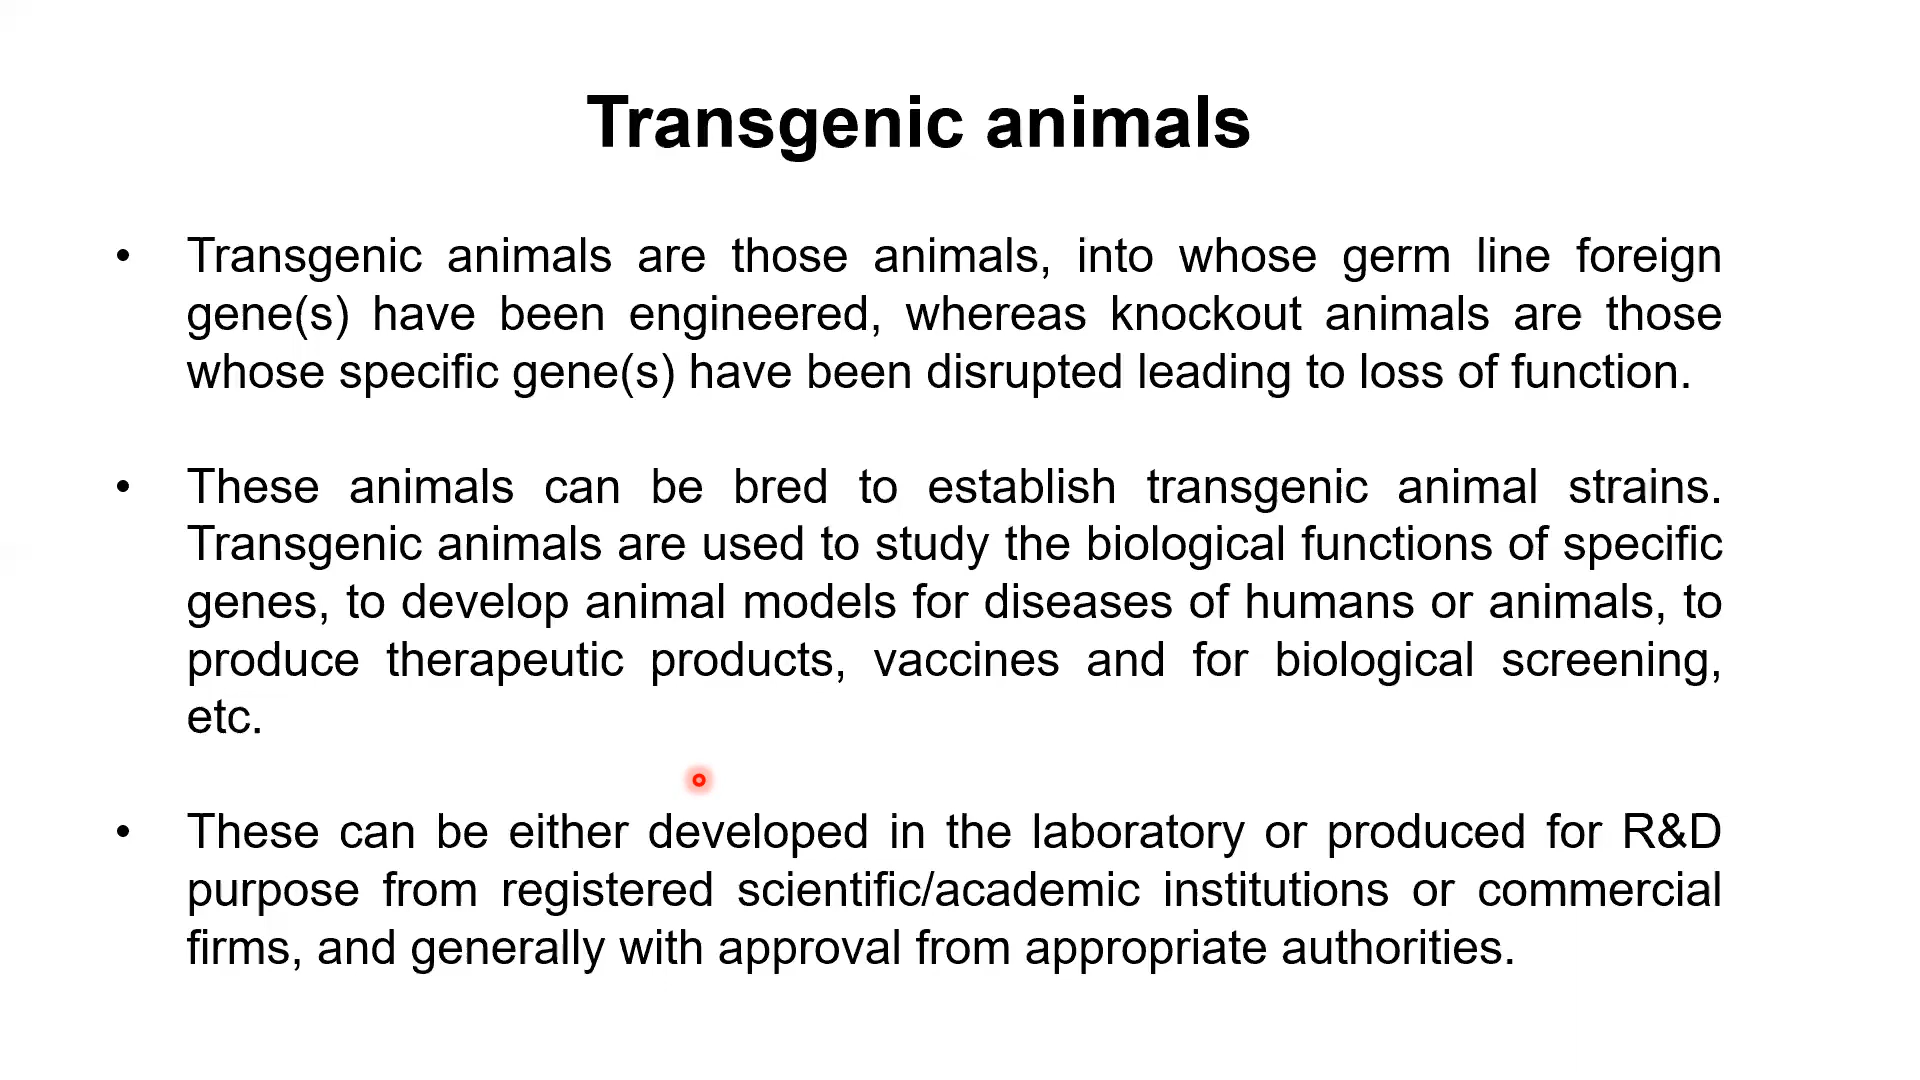 Transgenic animals
• Transgenic animals are those animals, into whose germ line foreign
gene(s) have been engineered, whereas knockout animals are those
whose specific gene(s) have been disrupted leading to loss of function.
• These animals can be bred to establish transgenic animal strains.
Transgenic animals are used to study the biological functions of specific
genes, to develop animal models for diseases of humans or animals, to
produce therapeutic products, vaccines and for biological screening,
etc.
• These can be either developed in the laboratory or produced for R&D
purpose from registered scientific/academic institutions or commercial
firms, and generally with approval from appropriate authorities.